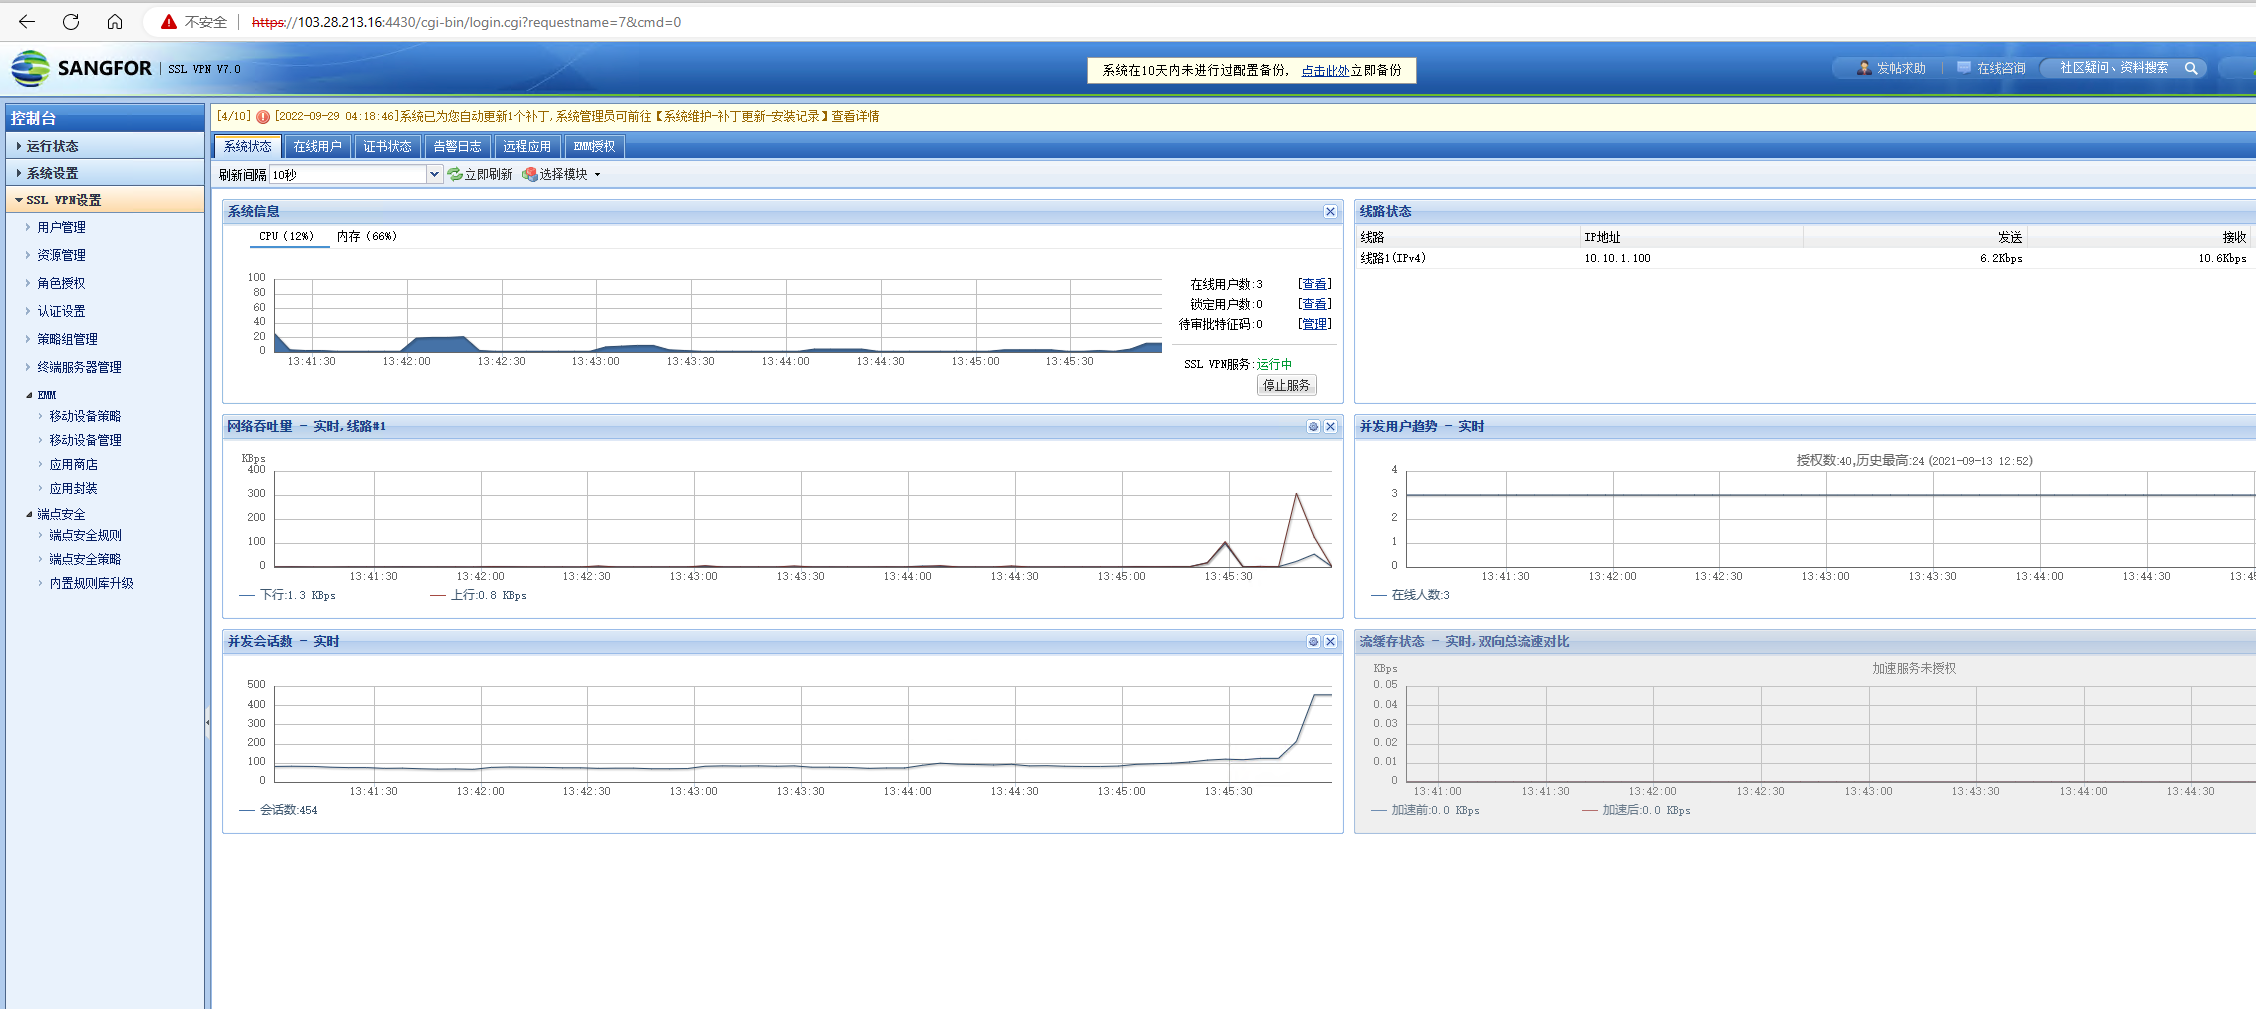 不安全 https://103.28.213.16:4430/cgi-bin/login.cgi?requestname=7&cmd=0
SANGFOR SSL VPN V7.0
系统在10天内未进行过配置备份， 点击此处立即备份
发帖求助 在线咨询 社区疑问、资料搜索
控制台
运行状态
系统设置
SSL VPN设置
用户管理
资源管理
角色授权
认证设置
策略组管理
终端服务器管理
EMM
移动设备策略
移动设备管理
应用商店
应用封装
端点安全
端点安全规则
端点安全策略
内置规则库升级
[4/10] [2022-09-29 04:18:46]系统已为您自动更新1个补丁,系统管理员可前往【系统维护-补丁更新-安装记录】查看详情
系统状态 在线用户 证书状态 告警日志 远程应用 EMM授权
刷新间隔 10秒 立即刷新 选择模块
系统信息
CPU (12%) 内存 (66%)
100
80
60
40
20
0
13:41:30 13:42:00 13:42:30 13:43:00 13:43:30 13:44:00 13:44:30 13:45:00 13:45:30
在线用户数:3 [查看]
锁定用户数:0 [查看]
待审批特征码:0 [管理]
SSL VPN服务:运行中
停止服务
线路状态
线路 IP地址 发送 接收
线路1(IPv4) 10.10.1.100 6.2Kbps 10.6Kbps
网络吞吐量 - 实时,线路#1
KBps
400
300
200
100
0
13:41:30 13:42:00 13:42:30 13:43:00 13:43:30 13:44:00 13:44:30 13:45:00 13:45:30
下行:1.3 KBps 上行:0.8 KBps
并发用户趋势 - 实时
授权数:40,历史最高:24 (2021-09-13 12:52)
4
3
2
1
0
13:41:30 13:42:00 13:42:30 13:43:00 13:43:30 13:44:00 13:44:30 13:45
在线人数:3
并发会话数 - 实时
500
400
300
200
100
0
13:41:30 13:42:00 13:42:30 13:43:00 13:43:30 13:44:00 13:44:30 13:45:00 13:45:30
会话数:454
流缓存状态 - 实时,双向总流速对比
KBps
加速服务未授权
0.05
0.04
0.03
0.02
0.01
0
13:41:00 13:41:30 13:42:00 13:42:30 13:43:00 13:43:30 13:44:00 13:44:30
加速前:0.0 KBps 加速后:0.0 KBps